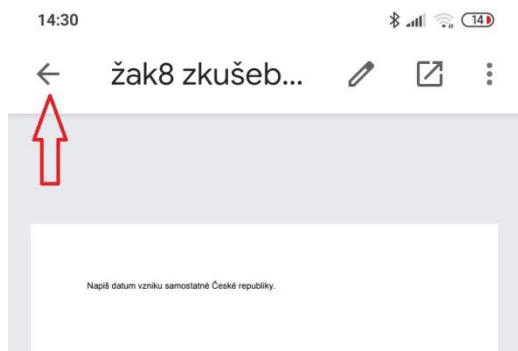 14:30
14
žak8 zkušeb...
Napiš datum vzniku samostatné České republiky.